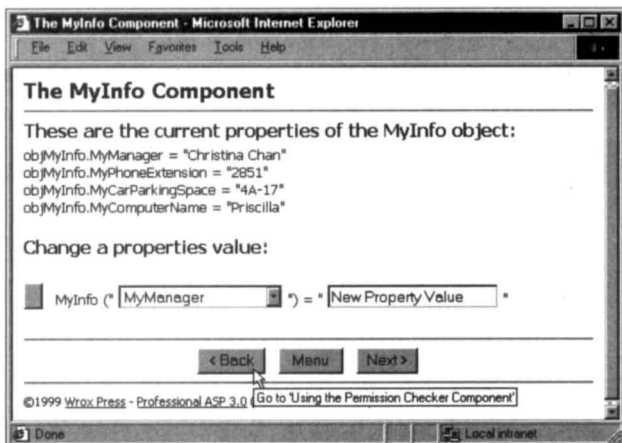 The MyInfo Component - Microsoft Internet Explorer
File Edit View Favorites Tools Help
The MyInfo Component
These are the current properties of the MyInfo object:
objMyInfo.MyManager = "Christina Chan"
objMyInfo.MyPhoneExtension = "2851"
objMyInfo.MyCarParkingSpace = "4A-17"
objMyInfo.MyComputerName = "Priscilla"
Change a properties value:
MyInfo (" MyManager ") = " New Property Value "
< Back Menu Next >
©1999 Wrox Press - Professional ASP 3.0 ( Go to 'Using the Permission Checker Component'
Done Local intranet